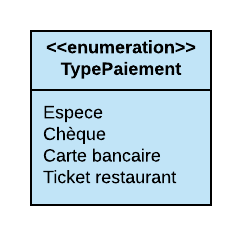 <<enumeration>>
TypePaiement
Espece
Chèque
Carte bancaire
Ticket restaurant